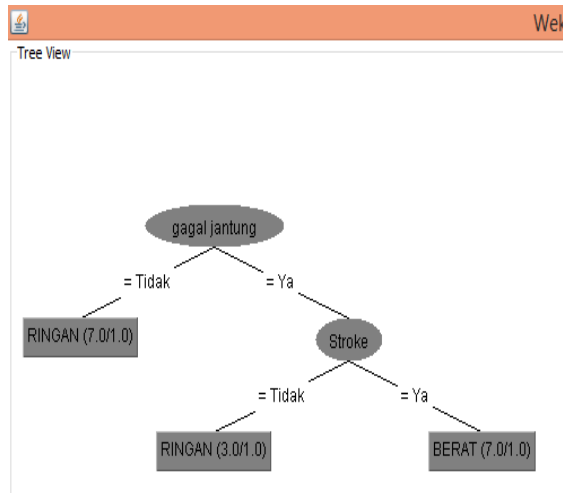 Wek
Tree View
gagal jantung
= Tidak
= Ya
RINGAN (7.0/1.0)
Stroke
= Tidak
= Ya
RINGAN (3.0/1.0)
BERAT (7.0/1.0)